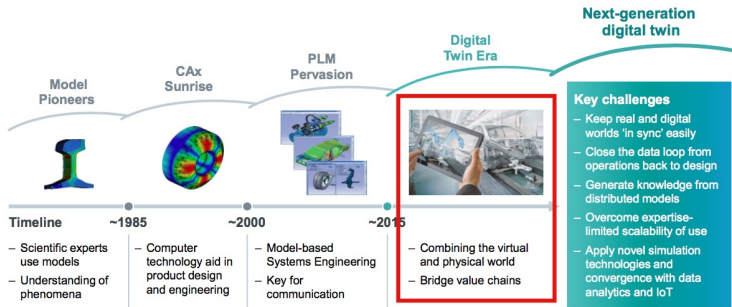 Model
Pioneers
CAx
Sunrise
PLM
Pervasion
Digital
Twin Era
Next-generation
digital twin
Timeline
~1985
~2000
~2015
– Scientific experts
use models
– Understanding of
phenomena
– Computer
technology aid in
product design
and engineering
– Model-based
Systems Engineering
– Key for
communication
– Combining the virtual
and physical world
– Bridge value chains
Key challenges
– Keep real and digital
worlds 'in sync' easily
– Close the data loop from
operations back to design
– Generate knowledge from
distributed models
– Overcome expertise-
limited scalability of use
– Apply novel simulation
technologies and
convergence with data
analytics and IoT